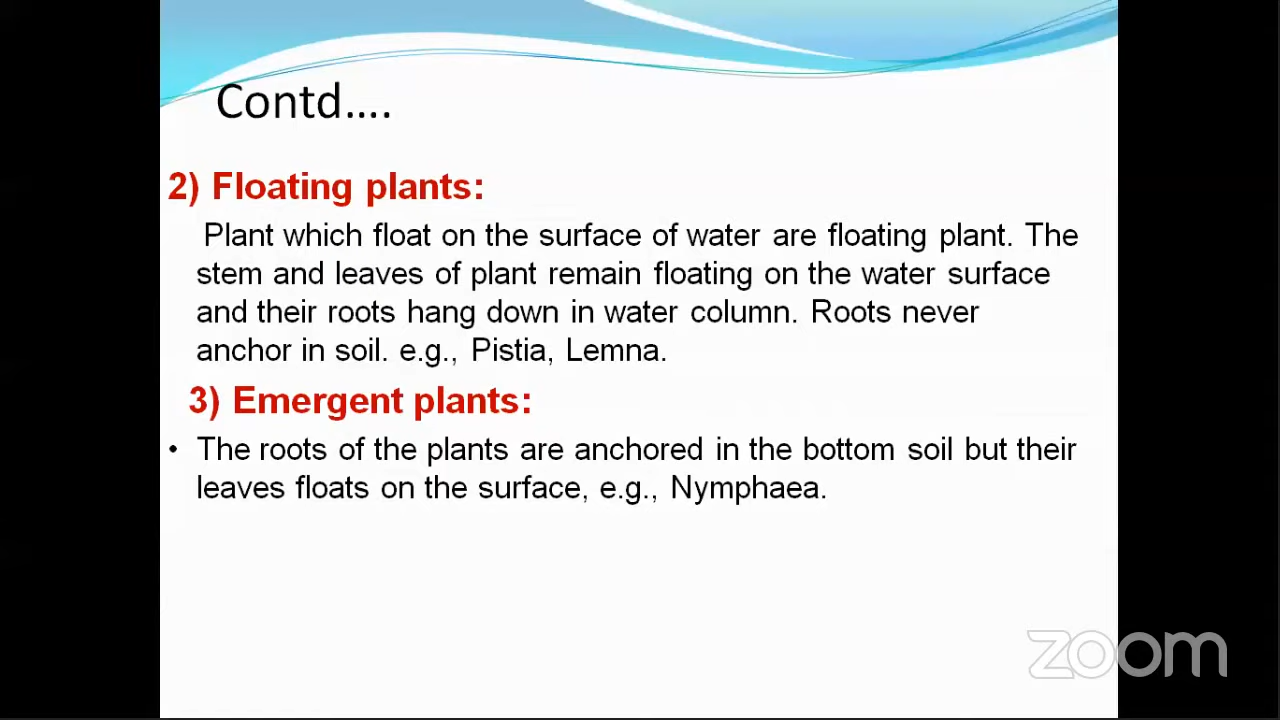 Contd....
2) Floating plants:
Plant which float on the surface of water are floating plant. The
stem and leaves of plant remain floating on the water surface
and their roots hang down in water column. Roots never
anchor in soil. e.g., Pistia, Lemna.
3) Emergent plants:
• The roots of the plants are anchored in the bottom soil but their
leaves floats on the surface, e.g., Nymphaea.
zoom